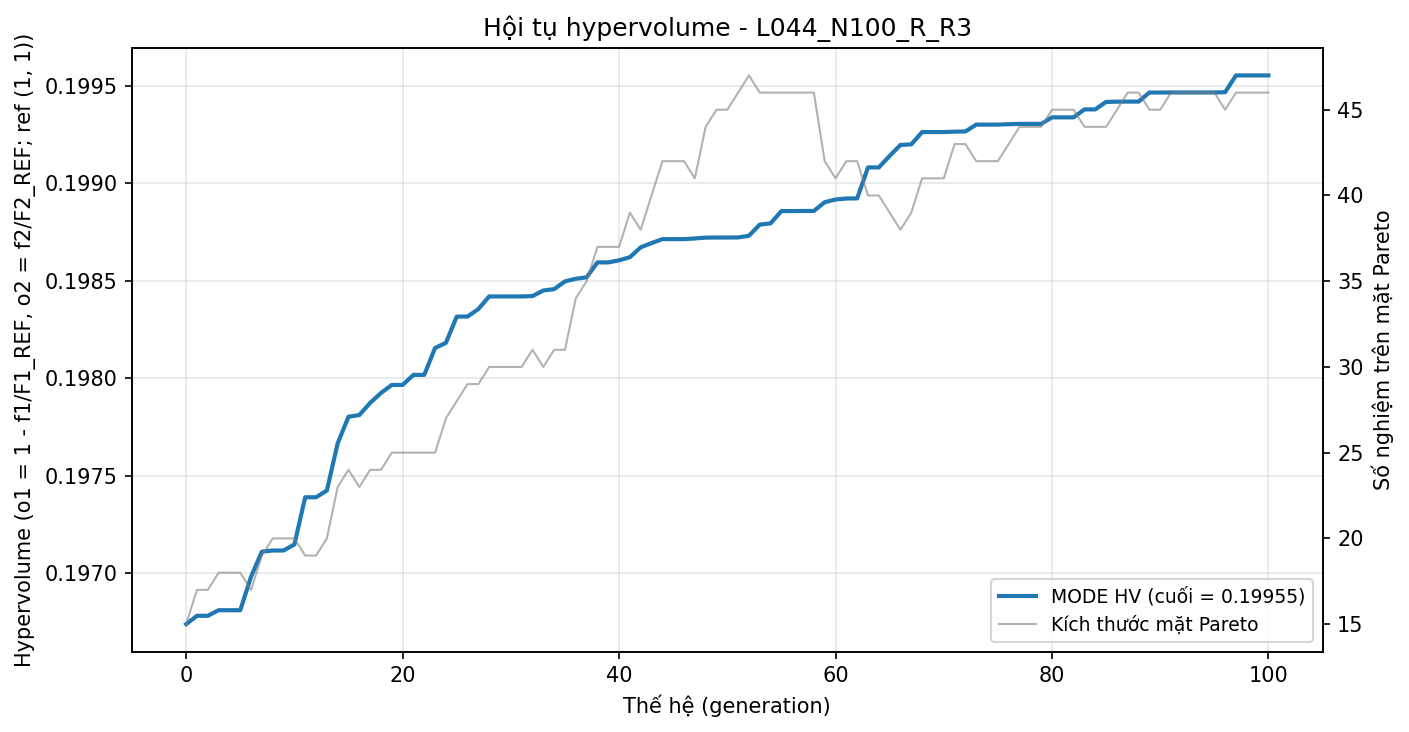 Hội tụ hypervolume - L044_N100_R_R3
Hypervolume (o1 = 1 - f1/F1_REF, o2 = f2/F2_REF; ref (1, 1))
0.1995
0.1990
0.1985
0.1980
0.1975
0.1970
45
40
35
30
25
20
15
Số nghiệm trên mặt Pareto
MODE HV (cuối = 0.19955)
Kích thước mặt Pareto
0 20 40 60 80 100
Thế hệ (generation)